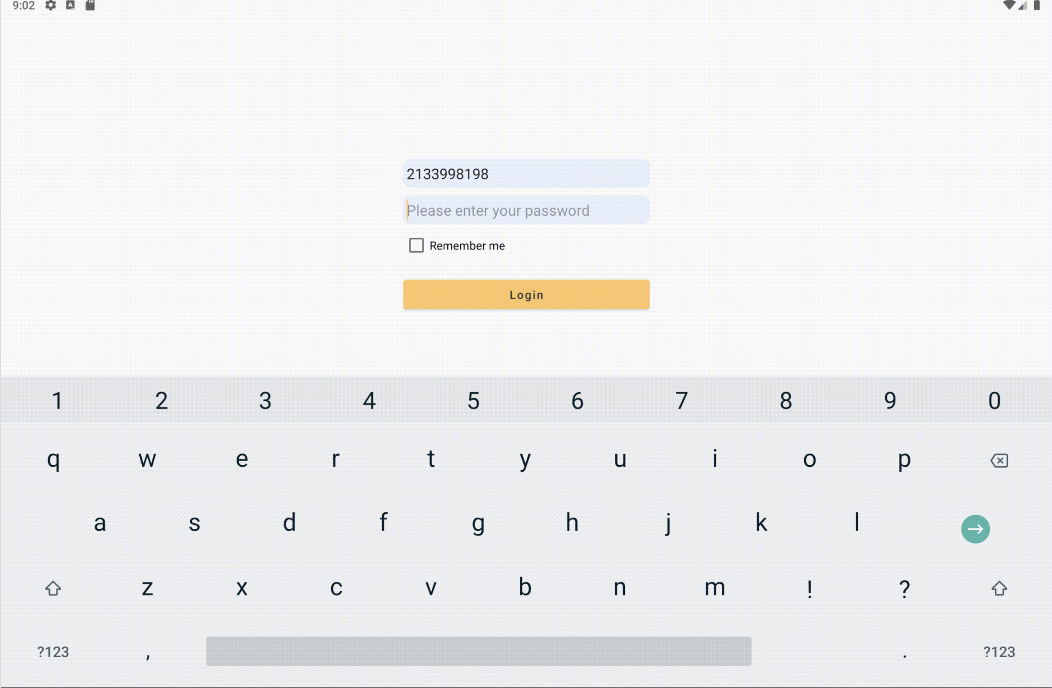 9:02
2133998198
Please enter your password
Remember me
Login
1 2 3 4 5 6 7 8 9 0
q w e r t y u i o p
a s d f g h j k l
z x c v b n m ! ?
?123 , . ?123